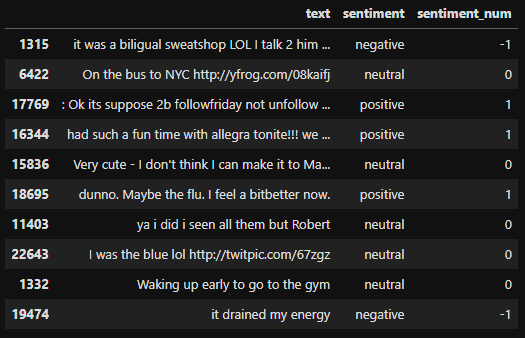 text sentiment sentiment_num
1315 it was a biligual sweatshop LOL I talk 2 him ... negative -1
6422 On the bus to NYC http://yfrog.com/08kaifj neutral 0
17769 : Ok its suppose 2b followfriday not unfollow ... positive 1
16344 had such a fun time with allegra tonite!!! we ... positive 1
15836 Very cute - I don't think I can make it to Ma... neutral 0
18695 dunno. Maybe the flu. I feel a bitbetter now. positive 1
11403 ya i did i seen all them but Robert neutral 0
22643 I was the blue lol http://twitpic.com/67zgz neutral 0
1332 Waking up early to go to the gym neutral 0
19474 it drained my energy negative -1